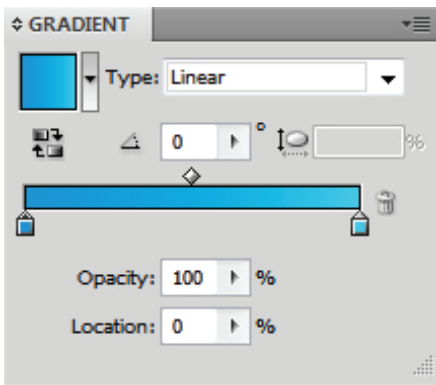 GRADIENT
Type: Linear
0 ° %
Opacity: 100 %
Location: 0 %